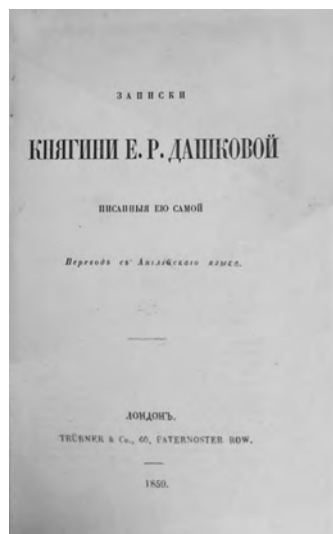 ЗАПИСКИ
КНЯГИНИ Е. Р. ДАШКОВОЙ
ПИСАННЫЯ ЕЮ САМОЙ
Переводъ съ Англійскаго языка.
ЛОНДОНЪ.
TRÜBNER & Co., 60, PATERNOSTER ROW.
1859.